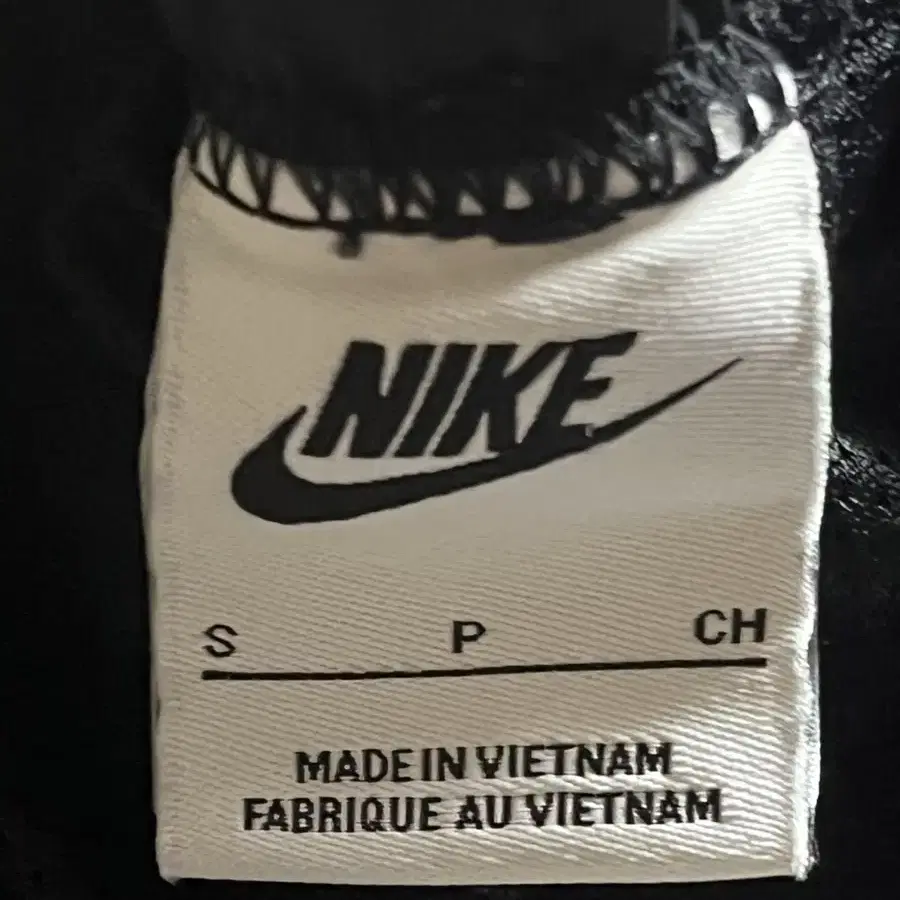 NIKE
S P CH
MADE IN VIETNAM
FABRIQUE AU VIETNAM